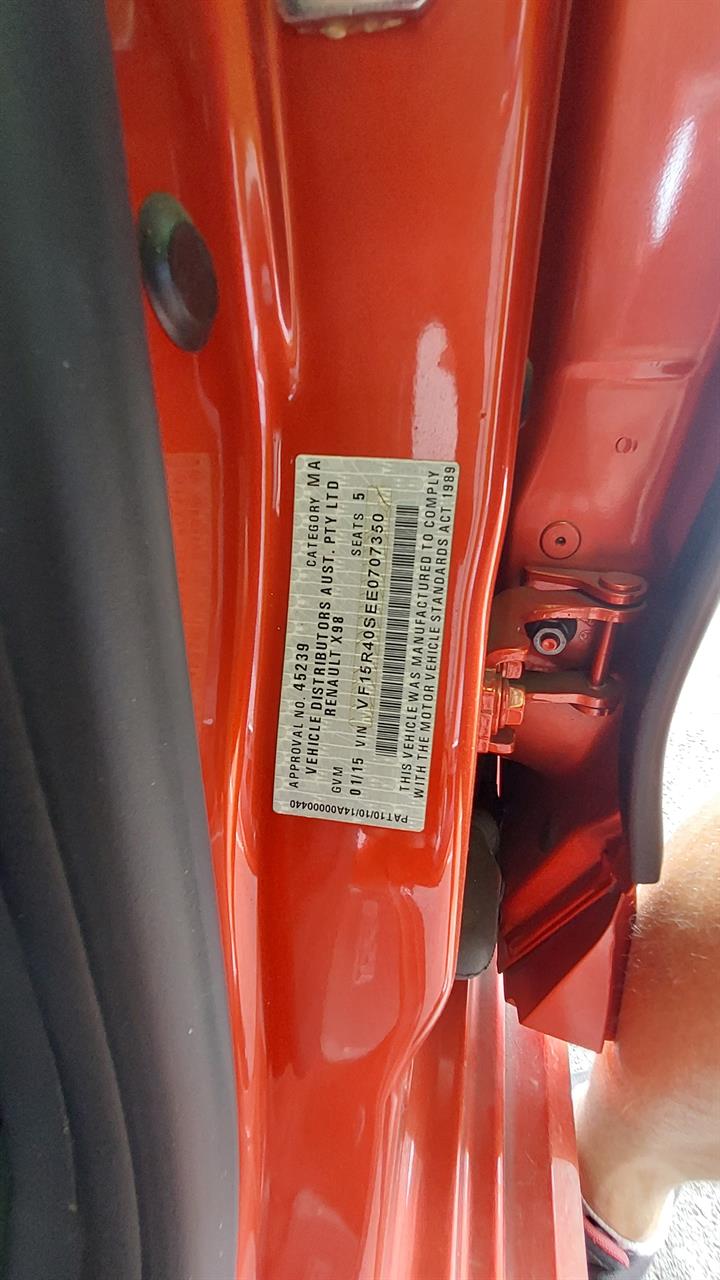 APPROVAL NO. 45239 CATEGORY MA
VEHICLE DISTRIBUTORS AUST. PTY LTD
RENAULT X98
GVM
01/15 VIN VF15R40SEE0707350 SEATS 5
THIS VEHICLE WAS MANUFACTURED TO COMPLY
WITH THE MOTOR VEHICLE STANDARDS ACT 1989
PAT10/10/14AA00000440